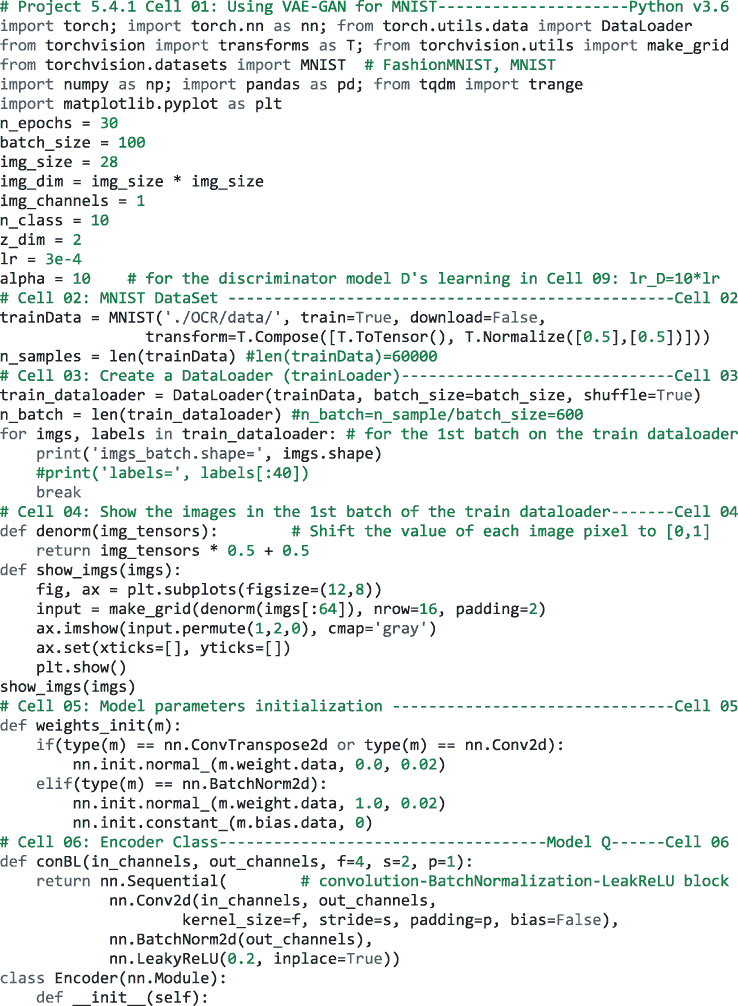 # Project 5.4.1 Cell 01: Using VAE-GAN for MNIST---------------------Python v3.6
import torch; import torch.nn as nn; from torch.utils.data import DataLoader
from torchvision import transforms as T; from torchvision.utils import make_grid
from torchvision.datasets import MNIST  # FashionMNIST, MNIST
import numpy as np; import pandas as pd; from tqdm import trange
import matplotlib.pyplot as plt
n_epochs = 30
batch_size = 100
img_size = 28
img_dim = img_size * img_size
img_channels = 1
n_class = 10
z_dim = 2
lr = 3e-4
alpha = 10    # for the discriminator model D's learning in Cell 09: lr_D=10*lr
# Cell 02: MNIST DataSet -------------------------------------------------Cell 02
trainData = MNIST('./OCR/data/', train=True, download=False,
                transform=T.Compose([T.ToTensor(), T.Normalize([0.5],[0.5])]))
n_samples = len(trainData) #len(trainData)=60000
# Cell 03: Create a DataLoader (trainLoader)------------------------------Cell 03
train_dataloader = DataLoader(trainData, batch_size=batch_size, shuffle=True)
n_batch = len(train_dataloader) #n_batch=n_sample/batch_size=600
for imgs, labels in train_dataloader: # for the 1st batch on the train dataloader
    print('imgs_batch.shape=', imgs.shape)
    #print('labels=', labels[:40])
    break
# Cell 04: Show the images in the 1st batch of the train dataloader-------Cell 04
def denorm(img_tensors):        # Shift the value of each image pixel to [0,1]
    return img_tensors * 0.5 + 0.5
def show_imgs(imgs):
    fig, ax = plt.subplots(figsize=(12,8))
    input = make_grid(denorm(imgs[:64]), nrow=16, padding=2)
    ax.imshow(input.permute(1,2,0), cmap='gray')
    ax.set(xticks=[], yticks=[])
    plt.show()
show_imgs(imgs)
# Cell 05: Model parameters initialization -------------------------------Cell 05
def weights_init(m):
    if(type(m) == nn.ConvTranspose2d or type(m) == nn.Conv2d):
        nn.init.normal_(m.weight.data, 0.0, 0.02)
    elif(type(m) == nn.BatchNorm2d):
        nn.init.normal_(m.weight.data, 1.0, 0.02)
        nn.init.constant_(m.bias.data, 0)
# Cell 06: Encoder Class------------------------------------Model Q------Cell 06
def conBL(in_channels, out_channels, f=4, s=2, p=1):
    return nn.Sequential(        # convolution-BatchNormalization-LeakReLU block
            nn.Conv2d(in_channels, out_channels,
                    kernel_size=f, stride=s, padding=p, bias=False),
            nn.BatchNorm2d(out_channels),
            nn.LeakyReLU(0.2, inplace=True))
class Encoder(nn.Module):
    def __init__(self):